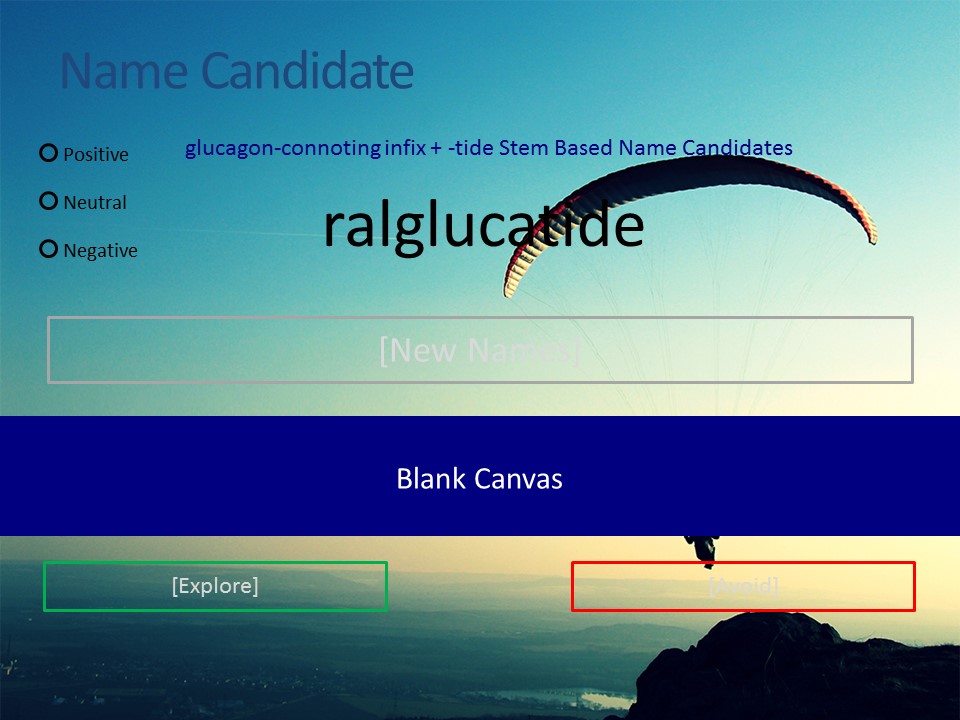 Name Candidate
glucagon-connoting infix + -tide Stem Based Name Candidates
Positive
Neutral
Negative
ralglucatide
[New Names]
Blank Canvas
[Explore]
[Avoid]